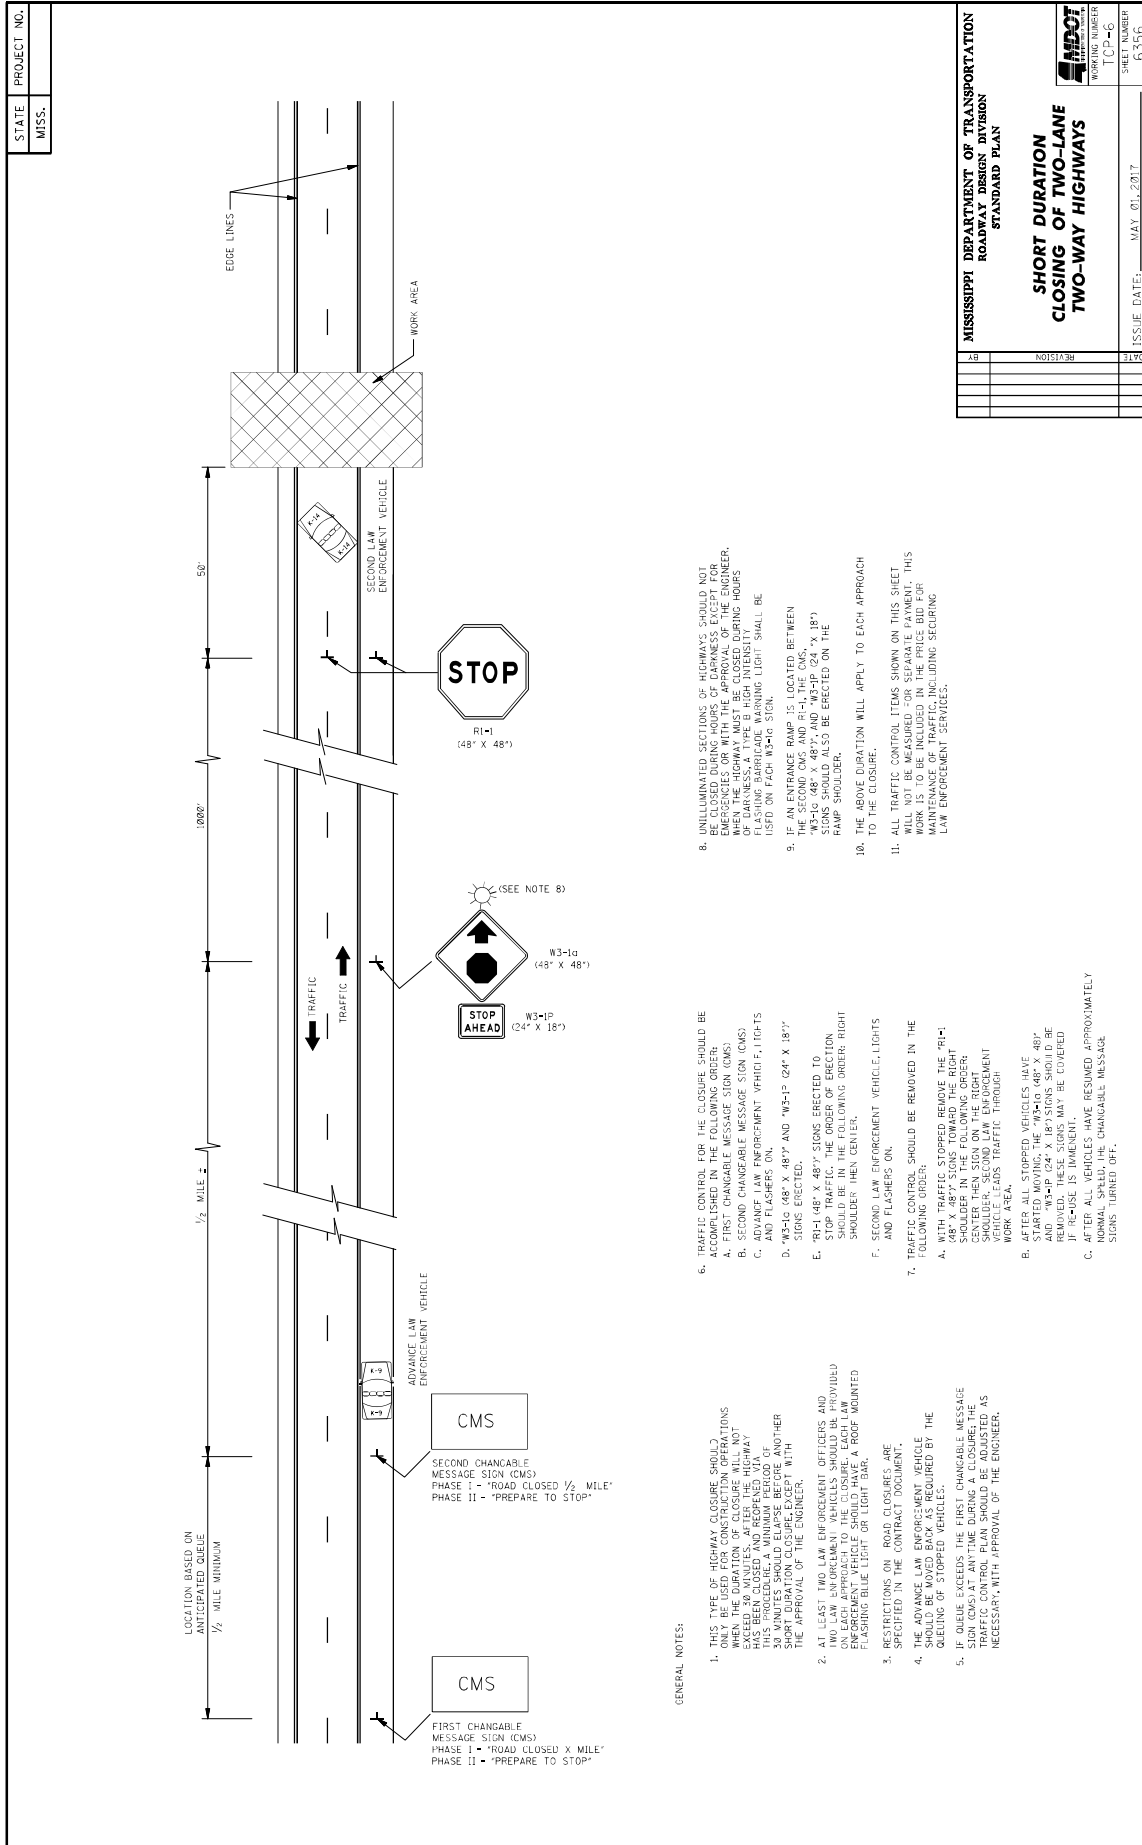 STATE PROJECT NO.
MISS.
LOCATION BASED ON
ANTICIPATED QUEUE
½ MILE MINIMUM
½ MILE ±
1000'
50'
EDGE LINES
WORK AREA
TRAFFIC
TRAFFIC
K-9
K-9
K-14
K-14
ADVANCE LAW
ENFORCEMENT VEHICLE
SECOND LAW
ENFORCEMENT VEHICLE
CMS
FIRST CHANGABLE
MESSAGE SIGN (CMS)
PHASE I - "ROAD CLOSED X MILE"
PHASE II - "PREPARE TO STOP"
CMS
SECOND CHANGABLE
MESSAGE SIGN (CMS)
PHASE I - "ROAD CLOSED ½ MILE"
PHASE II - "PREPARE TO STOP"
STOP
AHEAD
W3-1P
(24" X 18")
W3-1a
(48" X 48")
(SEE NOTE 8)
STOP
R1-1
(48" X 48")
GENERAL NOTES:
1. THIS TYPE OF HIGHWAY CLOSURE SHOULD
ONLY BE USED FOR CONSTRUCTION OPERATIONS
WHEN THE DURATION OF CLOSURE WILL NOT
EXCEED 30 MINUTES. AFTER THE HIGHWAY
HAS BEEN CLOSED AND REOPENED VIA
THIS PROCEDURE, A MINIMUM PERIOD OF
30 MINUTES SHOULD ELAPSE BEFORE ANOTHER
SHORT DURATION CLOSURE, EXCEPT WITH
THE APPROVAL OF THE ENGINEER.
2. AT LEAST TWO LAW ENFORCEMENT OFFICERS AND
TWO LAW ENFORCEMENT VEHICLES SHOULD BE PROVIDED
ON EACH APPROACH TO THE CLOSURE. EACH LAW
ENFORCEMENT VEHICLE SHOULD HAVE A ROOF MOUNTED
FLASHING BLUE LIGHT OR LIGHT BAR.
3. RESTRICTIONS ON ROAD CLOSURES ARE
SPECIFIED IN THE CONTRACT DOCUMENT.
4. THE ADVANCE LAW ENFORCEMENT VEHICLE
SHOULD BE MOVED BACK AS REQUIRED BY THE
QUEUING OF STOPPED VEHICLES.
5. IF QUEUE EXCEEDS THE FIRST CHANGABLE MESSAGE
SIGN (CMS) AT ANYTIME DURING A CLOSURE; THE
TRAFFIC CONTROL PLAN SHOULD BE ADJUSTED AS
NECESSARY, WITH APPROVAL OF THE ENGINEER.
6. TRAFFIC CONTROL FOR THE CLOSURE SHOULD BE
ACCOMPLISHED IN THE FOLLOWING ORDER:
A. FIRST CHANGABLE MESSAGE SIGN (CMS)
B. SECOND CHANGEABLE MESSAGE SIGN (CMS)
C. ADVANCE LAW ENFORCEMENT VEHICLE, LIGHTS
AND FLASHERS ON.
D. "W3-1a (48" X 48")" AND "W3-1P (24" X 18")"
SIGNS ERECTED.
E. "R1-1 (48" X 48")" SIGNS ERECTED TO
STOP TRAFFIC. THE ORDER OF ERECTION
SHOULD BE IN THE FOLLOWING ORDER: RIGHT
SHOULDER THEN CENTER.
F. SECOND LAW ENFORCEMENT VEHICLE, LIGHTS
AND FLASHERS ON.
7. TRAFFIC CONTROL SHOULD BE REMOVED IN THE
FOLLOWING ORDER:
A. WITH TRAFFIC STOPPED REMOVE THE "R1-1
(48" X 48")" SIGNS TOWARD THE RIGHT
SHOULDER IN THE FOLLOWING ORDER:
CENTER THEN SIGN ON THE RIGHT
SHOULDER. SECOND LAW ENFORCEMENT
VEHICLE LEADS TRAFFIC THROUGH
WORK AREA.
B. AFTER ALL STOPPED VEHICLES HAVE
STARTED MOVING, THE "W3-1a (48" X 48)"
AND "W3-1P (24" X 18") SIGNS SHOULD BE
REMOVED. THESE SIGNS MAY BE COVERED
IF RE-USE IS IMMENENT.
C. AFTER ALL VEHICLES HAVE RESUMED APPROXIMATELY
NORMAL SPEED, THE CHANGABLE MESSAGE
SIGNS TURNED OFF.
8. UNILLUMINATED SECTIONS OF HIGHWAYS SHOULD NOT
BE CLOSED DURING HOURS OF DARKNESS EXCEPT FOR
EMERGENCIES OR WITH THE APPROVAL OF THE ENGINEER.
WHEN THE HIGHWAY MUST BE CLOSED DURING HOURS
OF DARKNESS, A TYPE B HIGH INTENSITY
FLASHING BARRICADE WARNING LIGHT SHALL BE
USED ON EACH W3-1a SIGN.
9. IF AN ENTRANCE RAMP IS LOCATED BETWEEN
THE SECOND CMS AND R1-1, THE CMS,
"W3-1a (48" X 48")", AND "W3-1P (24 "X 18")
SIGNS SHOULD ALSO BE ERECTED ON THE
RAMP SHOULDER.
10. THE ABOVE DURATION WILL APPLY TO EACH APPROACH
TO THE CLOSURE.
11. ALL TRAFFIC CONTROL ITEMS SHOWN ON THIS SHEET
WILL NOT BE MEASURED FOR SEPARATE PAYMENT. THIS
WORK IS TO BE INCLUDED IN THE PRICE BID FOR
MAINTENANCE OF TRAFFIC, INCLUDING SECURING
LAW ENFORCEMENT SERVICES.
DATE REVISION BY
MISSISSIPPI DEPARTMENT OF TRANSPORTATION
ROADWAY DESIGN DIVISION
STANDARD PLAN
SHORT DURATION
CLOSING OF TWO-LANE
TWO-WAY HIGHWAYS
ISSUE DATE: MAY 01, 2017
MDOT
WORKING NUMBER
TCP-6
SHEET NUMBER
6356